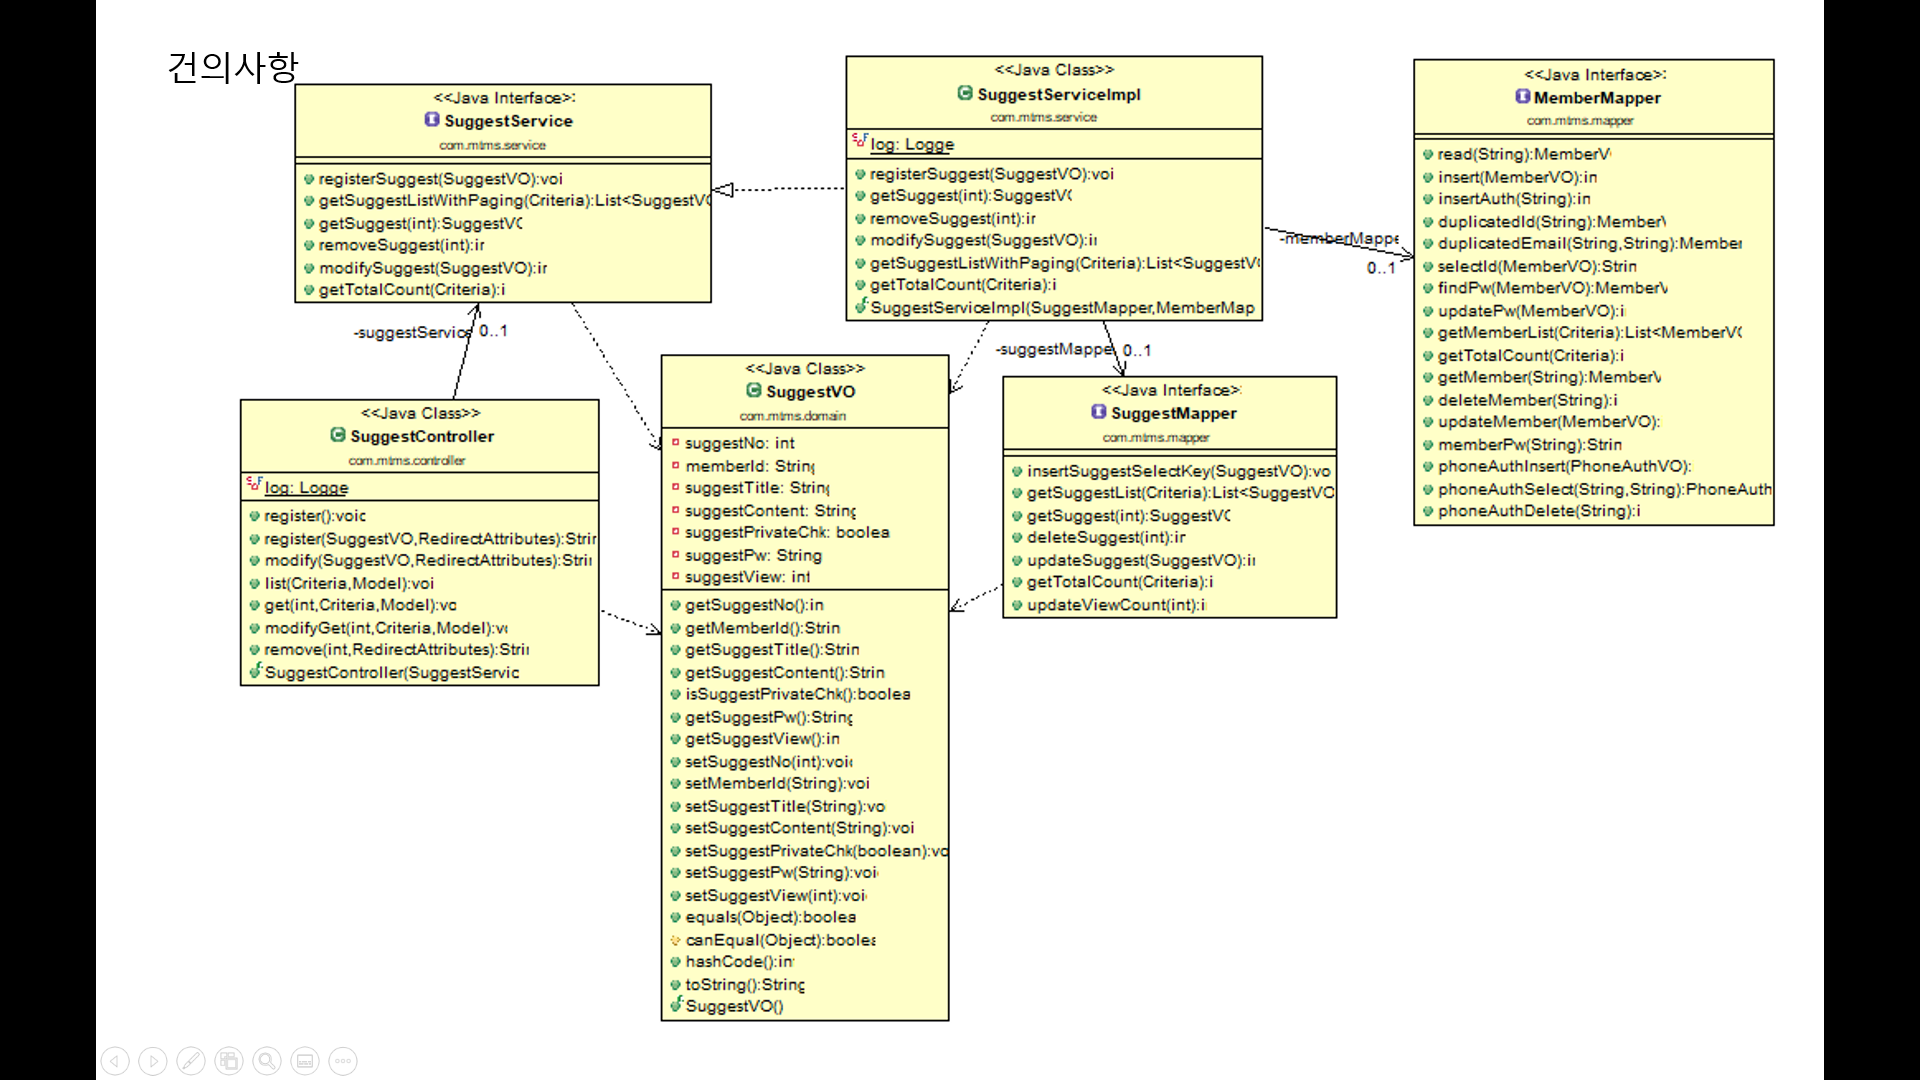 건의사항
<<Java Interface>>
SuggestService
com.mtms.service
registerSuggest(SuggestVO):voi
getSuggestListWithPaging(Criteria):List<SuggestV
getSuggest(int):SuggestV
removeSuggest(int):ir
modifySuggest(SuggestVO):ir
getTotalCount(Criteria):i
<<Java Class>>
SuggestServiceImpl
com.mtms.service
log: Logge
registerSuggest(SuggestVO):voi
getSuggest(int):SuggestV
removeSuggest(int):ir
modifySuggest(SuggestVO):ir
getSuggestListWithPaging(Criteria):List<SuggestV
getTotalCount(Criteria):i
SuggestServiceImpl(SuggestMapper,MemberMap
<<Java Interface>>
MemberMapper
com.mtms.mapper
read(String):MemberV
insert(MemberVO):in
insertAuth(String):in
duplicatedId(String):Member
duplicatedEmail(String,String):Member
selectId(MemberVO):Strin
findPw(MemberVO):MemberV
updatePw(MemberVO):i
getMemberList(Criteria):List<MemberV
getTotalCount(Criteria):i
getMember(String):MemberV
deleteMember(String):i
updateMember(MemberVO):
memberPw(String):Strin
phoneAuthInsert(PhoneAuthVO):
phoneAuthSelect(String,String):PhoneAuth
phoneAuthDelete(String):i
-memberMappe
0..1
-suggestService 0..1
-suggestMappe 0..1
<<Java Class>>
SuggestController
com.mtms.controller
log: Logge
register():voic
register(SuggestVO,RedirectAttributes):Strin
modify(SuggestVO,RedirectAttributes):Stri
list(Criteria,Model):voi
get(int,Criteria,Model):vo
modifyGet(int,Criteria,Model):v
remove(int,RedirectAttributes):Stri
SuggestController(SuggestServic
<<Java Class>>
SuggestVO
com.mtms.domain
suggestNo: int
memberId: String
suggestTitle: String
suggestContent: String
suggestPrivateChk: boolea
suggestPw: String
suggestView: int
getSuggestNo():in
getMemberId():Strin
getSuggestTitle():Strin
getSuggestContent():Strin
isSuggestPrivateChk():boolea
getSuggestPw():String
getSuggestView():in
setSuggestNo(int):voi
setMemberId(String):voi
setSuggestTitle(String):vo
setSuggestContent(String):voi
setSuggestPrivateChk(boolean):vo
setSuggestPw(String):voi
setSuggestView(int):voi
equals(Object):boolea
canEqual(Object):boolea
hashCode():in
toString():String
SuggestVO()
<<Java Interface>>
SuggestMapper
com.mtms.mapper
insertSuggestSelectKey(SuggestVO):vo
getSuggestList(Criteria):List<SuggestVO
getSuggest(int):SuggestV
deleteSuggest(int):ir
updateSuggest(SuggestVO):ir
getTotalCount(Criteria):i
updateViewCount(int):i